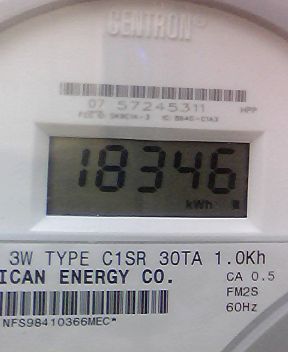 CENTRON®
07 57245311 HPP
18346
kWh
3W TYPE C1SR 30TA 1.0Kh
ICAN ENERGY CO. CA 0.5
FM2S
60Hz
NFS98410366MEC*